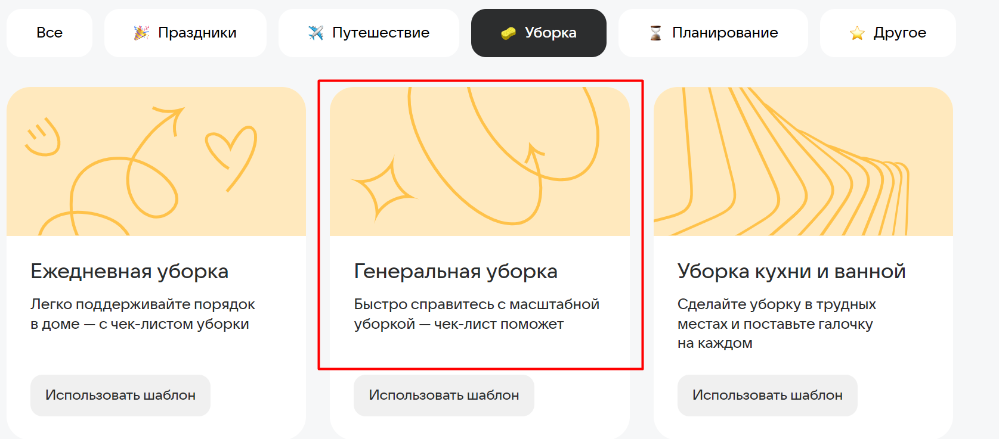 Все
Праздники
Путешествие
Уборка
Планирование
Другое
Ежедневная уборка
Легко поддерживайте порядок
в доме — с чек-листом уборки
Использовать шаблон
Генеральная уборка
Быстро справитесь с масштабной
уборкой — чек-лист поможет
Использовать шаблон
Уборка кухни и ванной
Сделайте уборку в трудных
местах и поставьте галочку
на каждом
Использовать шаблон